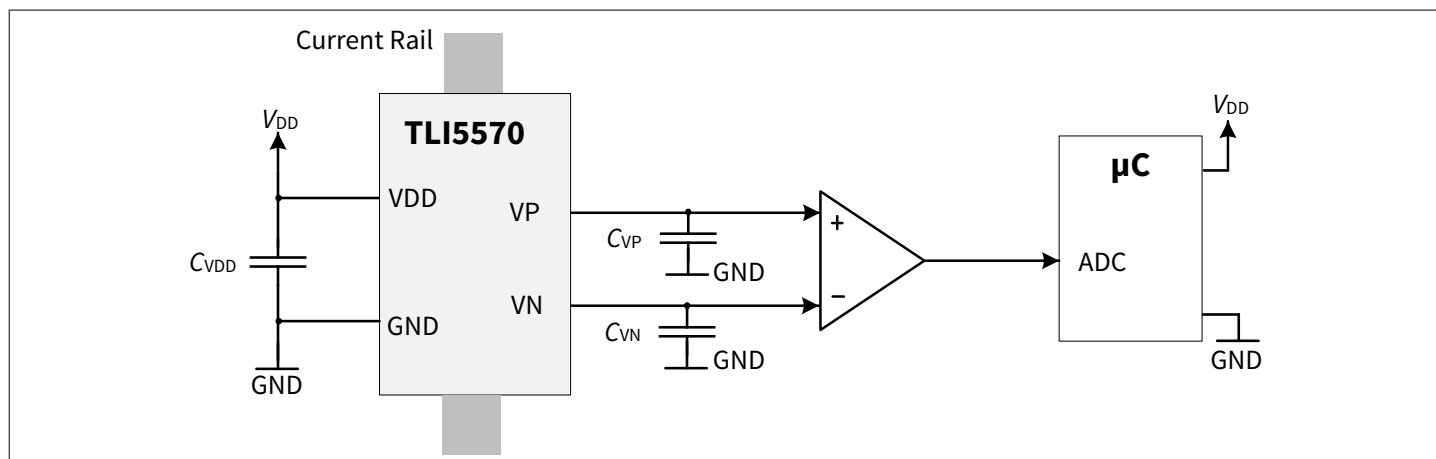 Current Rail
VDD
TLI5570
VDD
µC
VDD
VP
CVP
GND
+
CVDD
ADC
VN
−
GND
CVN
GND
GND
GND